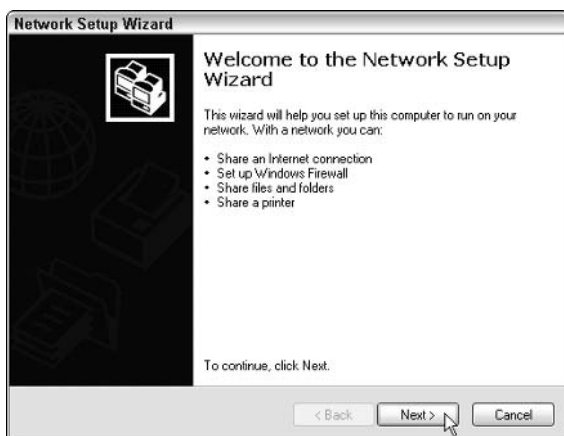 Network Setup Wizard
Welcome to the Network Setup
Wizard
This wizard will help you set up this computer to run on your
network. With a network you can:
• Share an Internet connection
• Set up Windows Firewall
• Share files and folders
• Share a printer
To continue, click Next.
< Back Next > Cancel